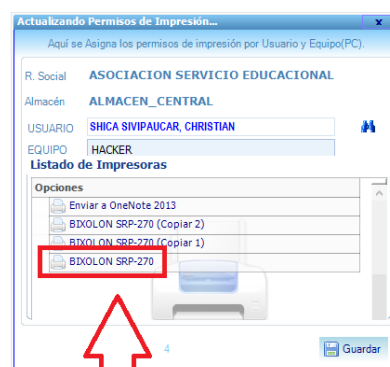 Actualizando Permisos de Impresión... x
Aquí se Asigna los permisos de impresión por Usuario y Equipo(PC).
R. Social ASOCIACION SERVICIO EDUCACIONAL
Almacén ALMACEN_CENTRAL
USUARIO SHICA SIVIPAUCAR, CHRISTIAN
EQUIPO HACKER
Listado de Impresoras
Opciones
Enviar a OneNote 2013
BIXOLON SRP-270 (Copiar 2)
BIXOLON SRP-270 (Copiar 1)
BIXOLON SRP-270
4 Guardar